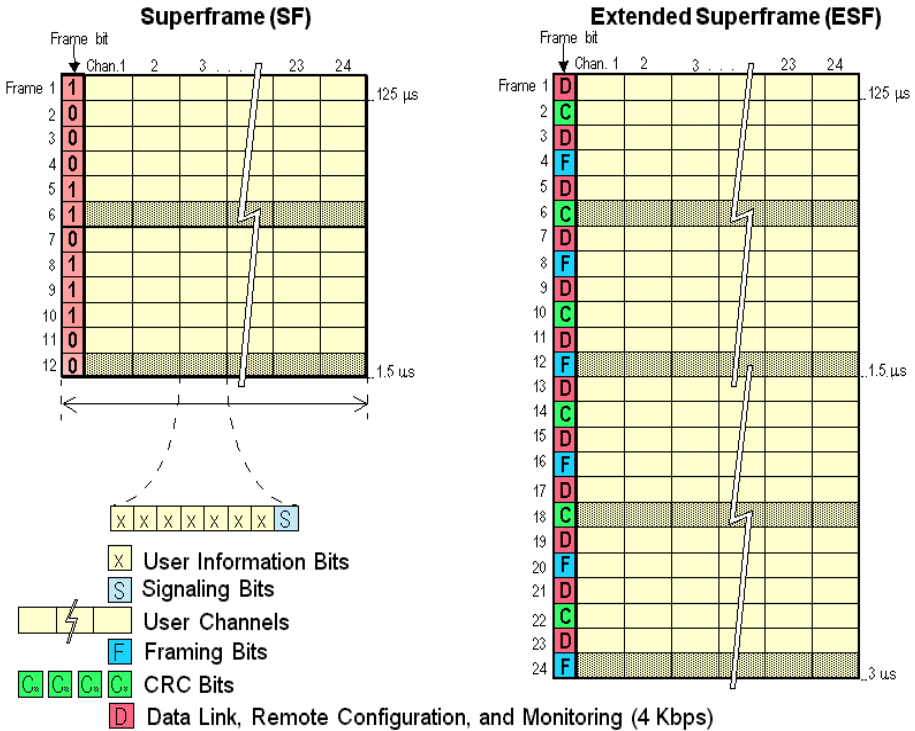 Superframe (SF)
Frame bit
Chan.1 2 3 . . . . 23 24
Frame 1 1 125 µs
2 0
3 0
4 0
5 1
6 1
7 0
8 1
9 1
10 1
11 0
12 0 1.5 µs
x x x x x x x S
X User Information Bits
S Signaling Bits
User Channels
F Framing Bits
C C C C CRC Bits
D Data Link, Remote Configuration, and Monitoring (4 Kbps)
Extended Superframe (ESF)
Frame bit
Chan. 1 2 3 . . . . 23 24
Frame 1 D 125 µs
2 C
3 D
4 F
5 D
6 C
7 D
8 F
9 D
10 C
11 D
12 F 1.5 µs
13 D
14 C
15 D
16 F
17 D
18 C
19 D
20 F
21 D
22 C
23 D
24 F 3 µs